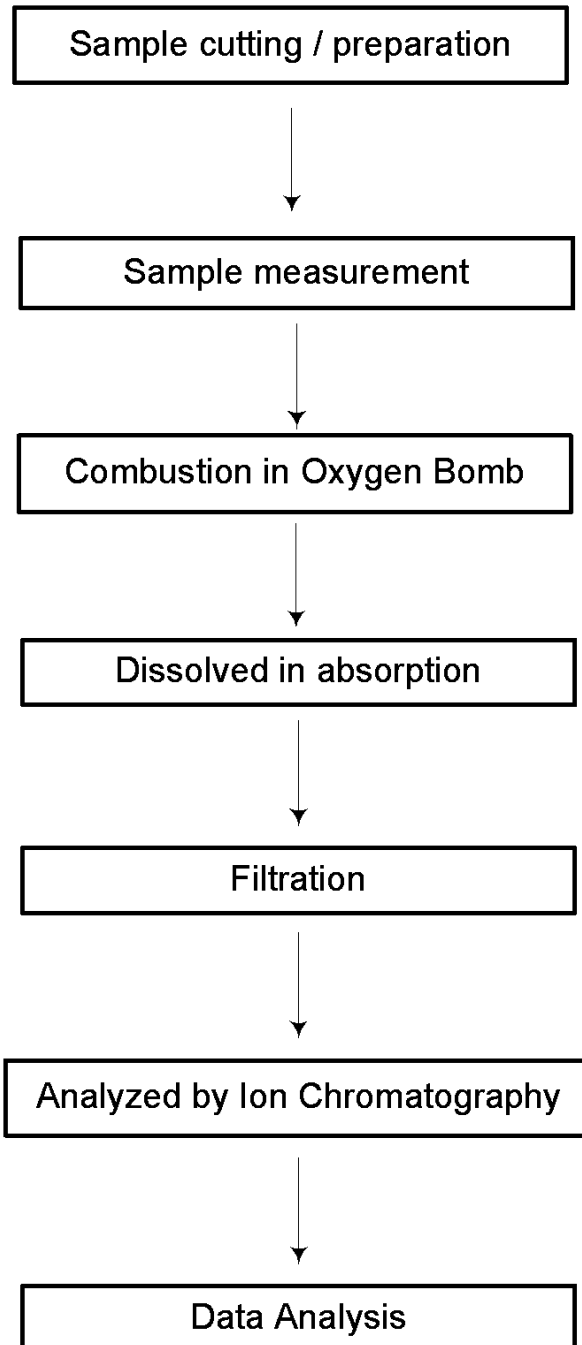 Sample cutting / preparation
Sample measurement
Combustion in Oxygen Bomb
Dissolved in absorption
Filtration
Analyzed by Ion Chromatography
Data Analysis